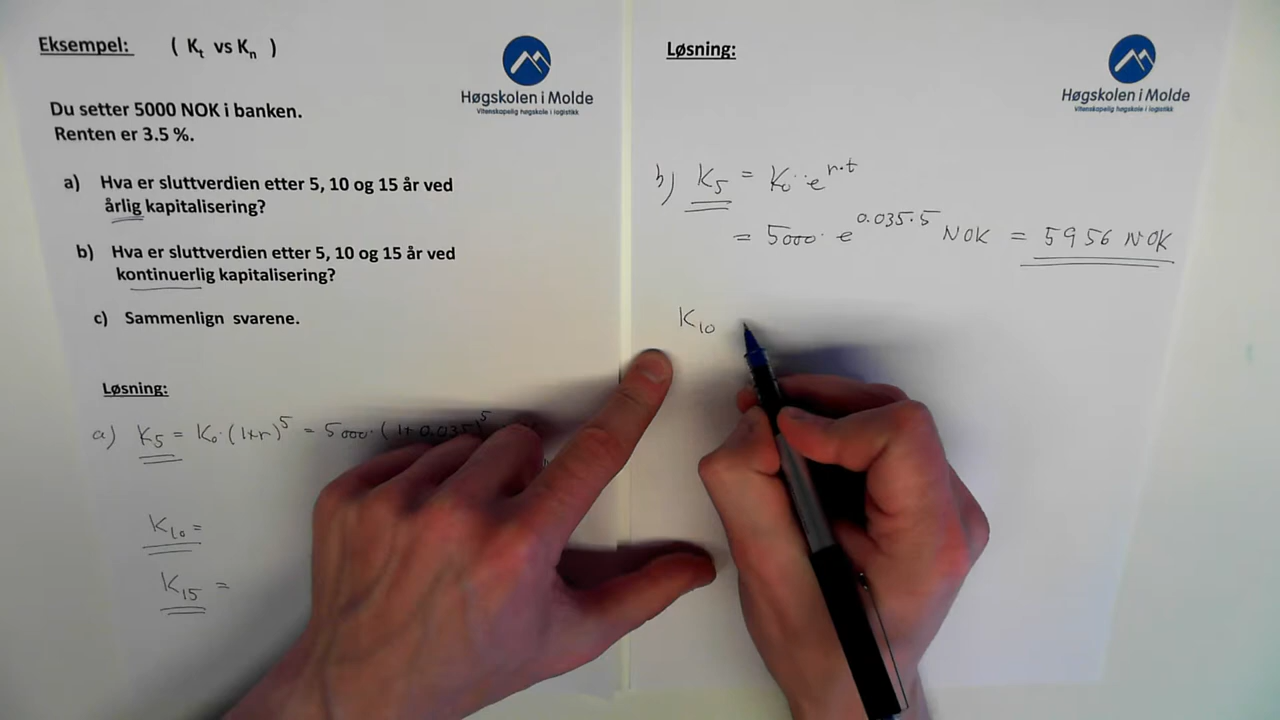 Eksempel: ( Kt vs Kn )
Høgskolen i Molde
Vitenskapelig høgskole i logistikk
Du setter 5000 NOK i banken.
Renten er 3.5 %.
a) Hva er sluttverdien etter 5, 10 og 15 år ved
årlig kapitalisering?
b) Hva er sluttverdien etter 5, 10 og 15 år ved
kontinuerlig kapitalisering?
c) Sammenlign svarene.
Løsning:
a) K5 = K0·(1+r)^5 = 5000·(1+0.035)^5
K10 =
K15 =
Løsning:
Høgskolen i Molde
Vitenskapelig høgskole i logistikk
b) K5 = K0·e^r·t
= 5000·e^0.035·5 NOK = 5956 NOK
K10